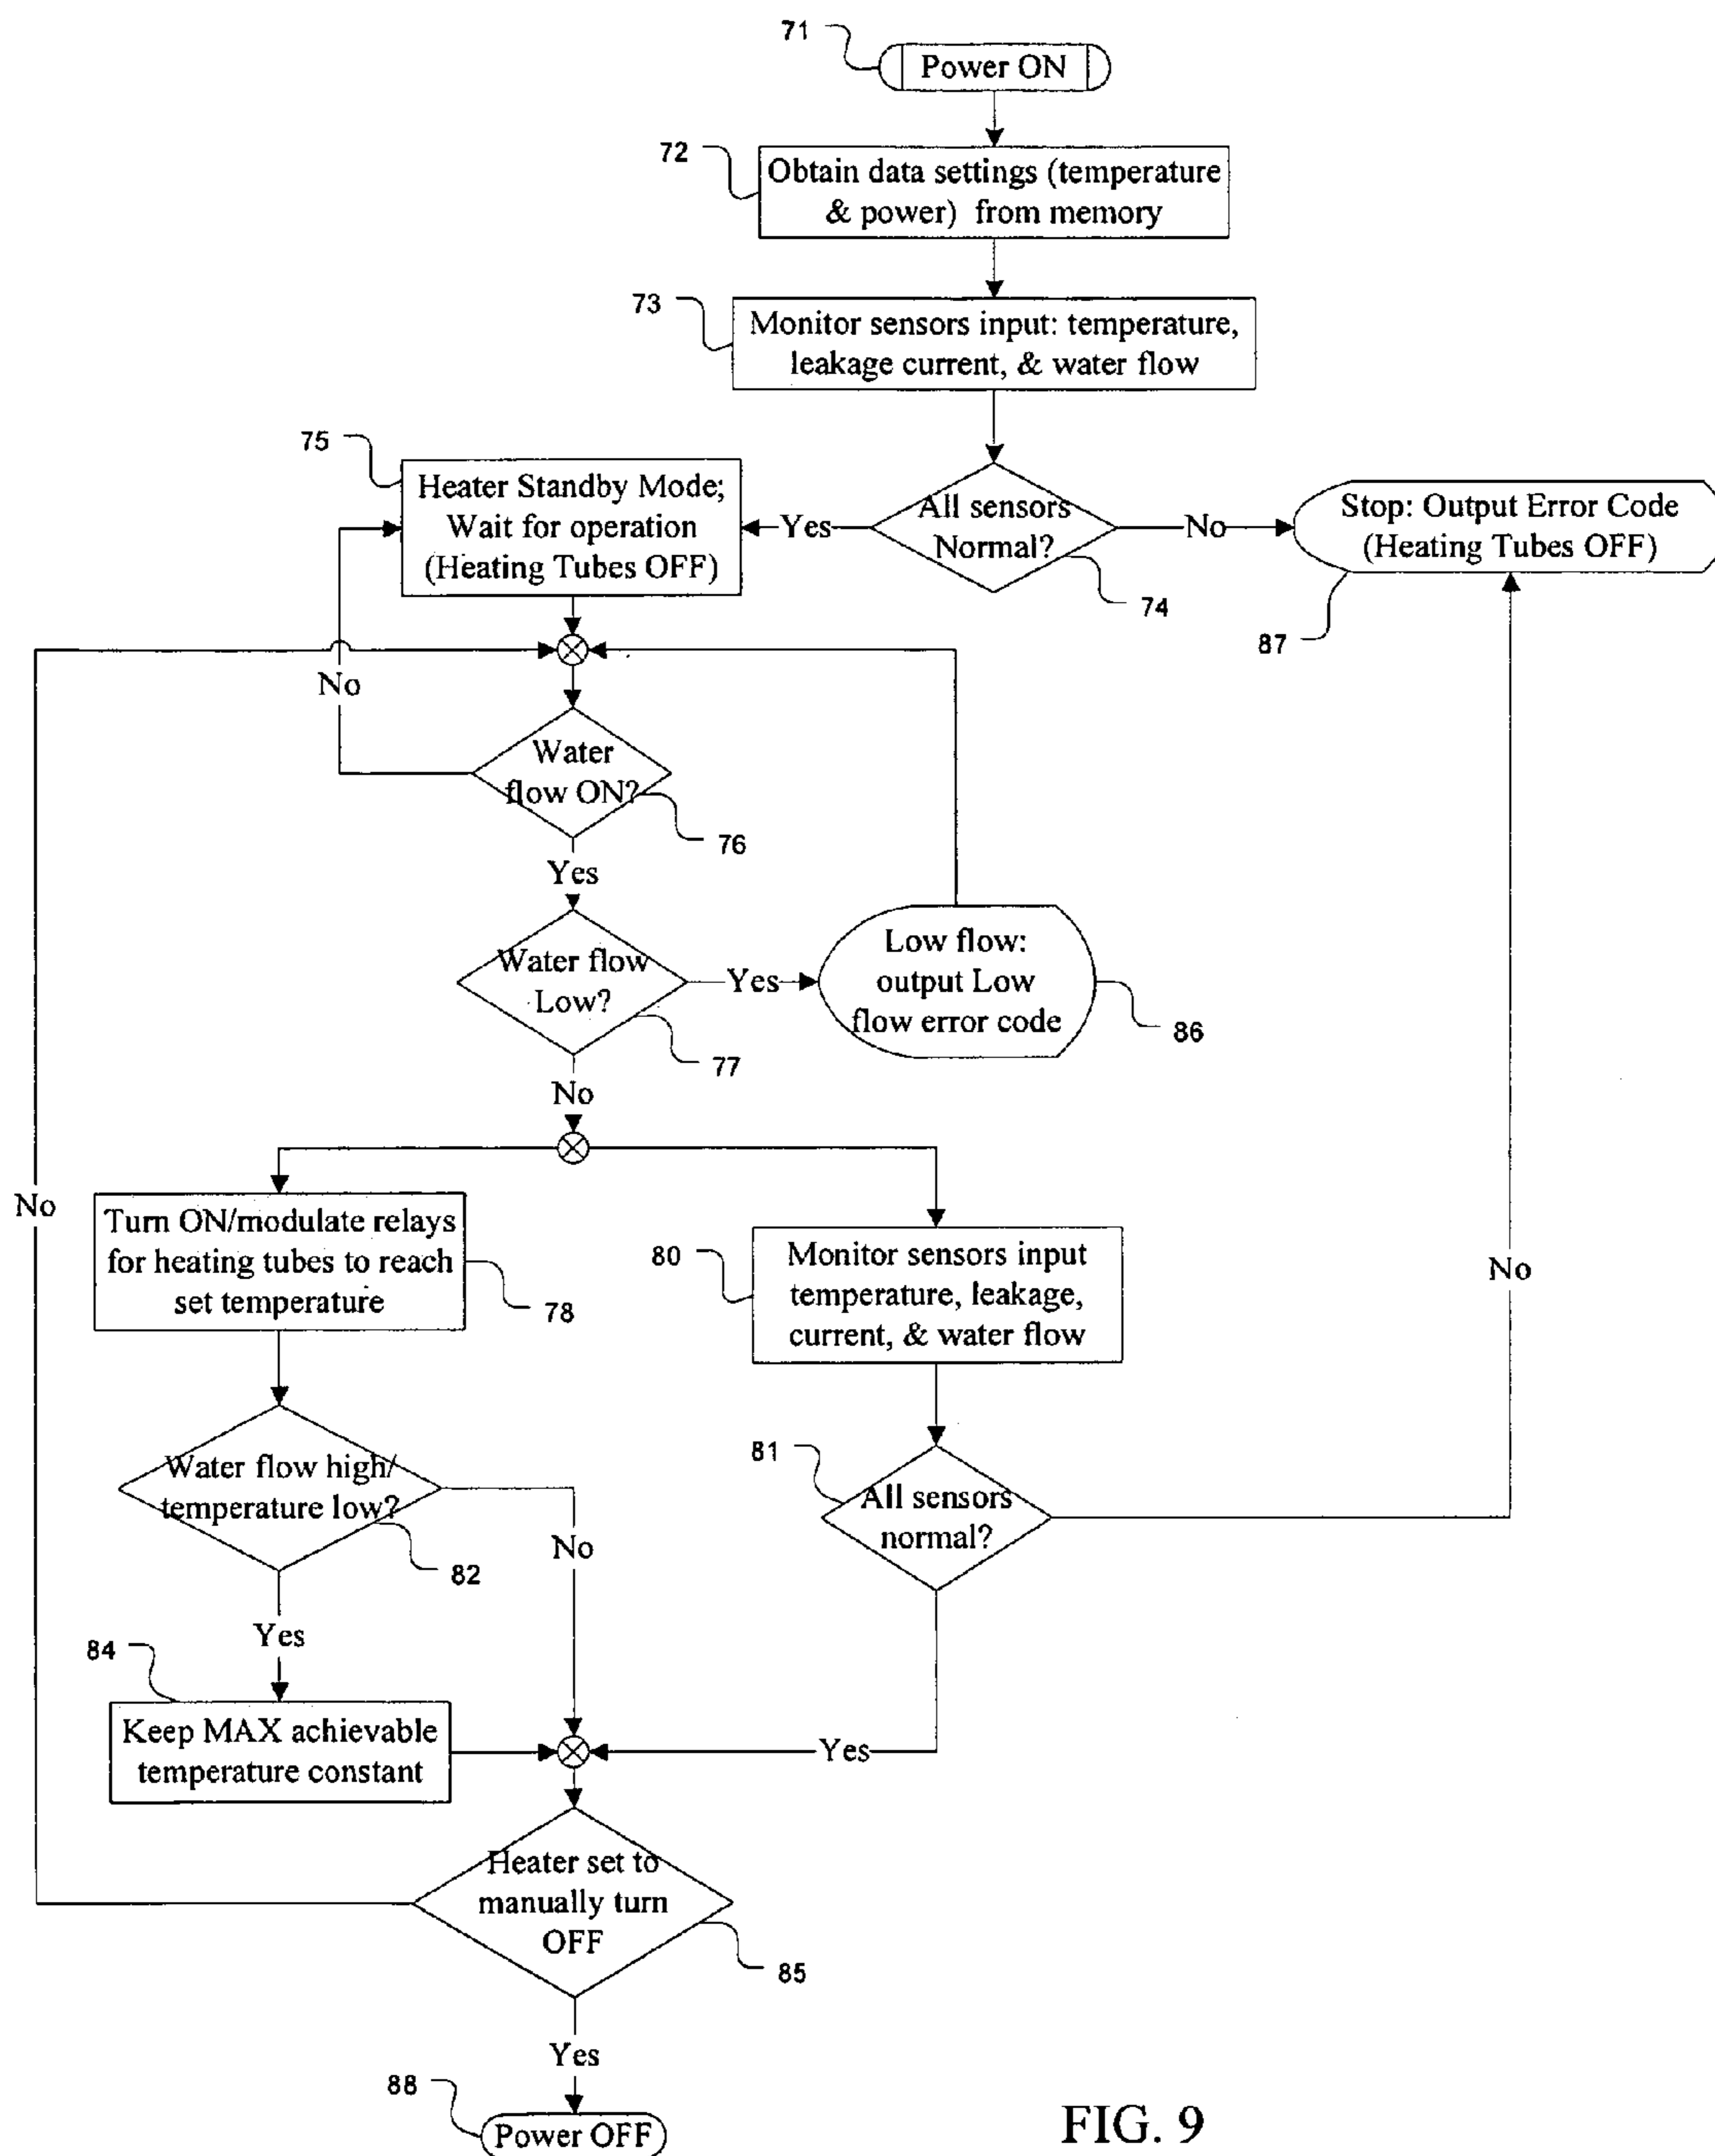 71
Power ON
72
Obtain data settings (temperature
& power) from memory
73
Monitor sensors input: temperature,
leakage current, & water flow
75
Heater Standby Mode;
Wait for operation
(Heating Tubes OFF)
Yes
All sensors
Normal?
74
No
Stop: Output Error Code
(Heating Tubes OFF)
87
No
Water
flow ON?
76
Yes
Water flow
Low?
77
Yes
Low flow:
output Low
flow error code
86
No
No
Turn ON/modulate relays
for heating tubes to reach
set temperature
78
80
Monitor sensors input
temperature, leakage,
current, & water flow
No
Water flow high/
temperature low?
82
No
81
All sensors
normal?
Yes
84
Keep MAX achievable
temperature constant
Yes
Heater set to
manually turn
OFF
85
Yes
88
Power OFF
FIG. 9